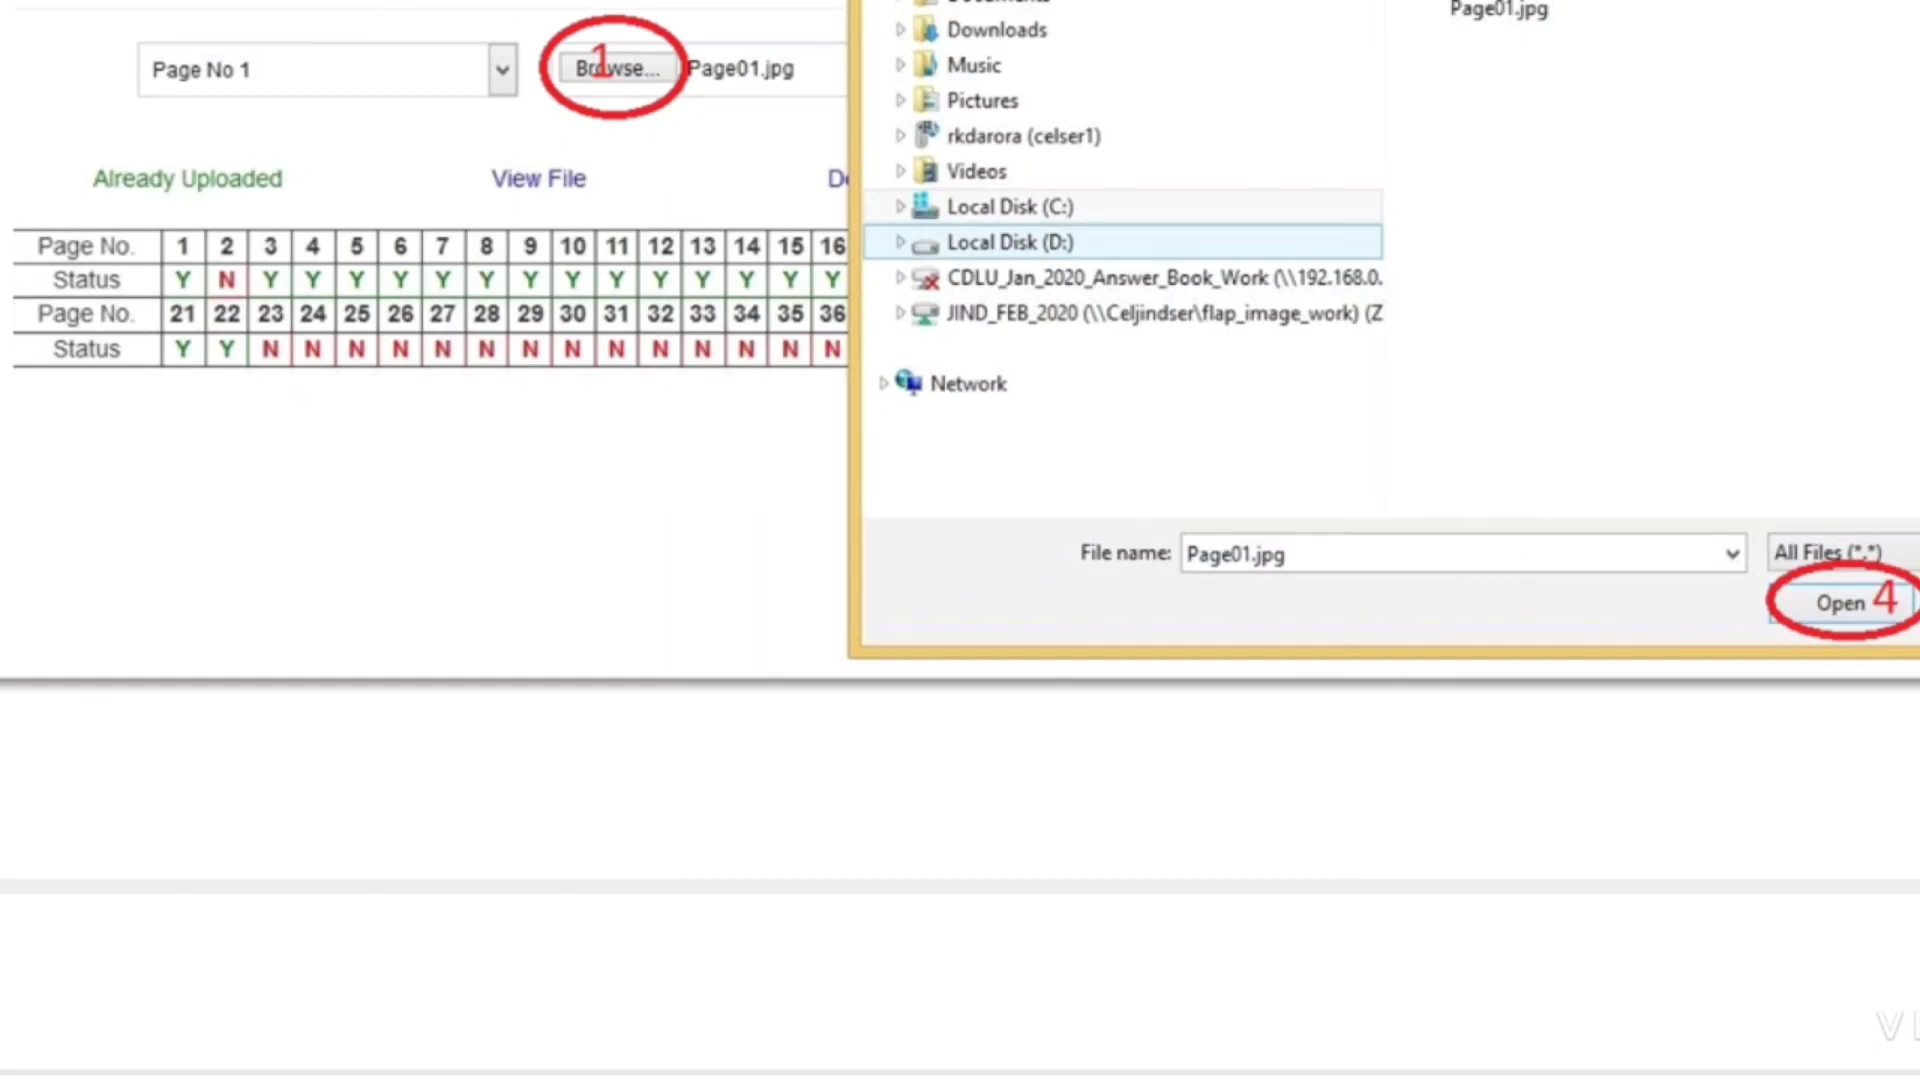 Page01.jpg
Downloads
Page No 1
1
Browse...
Page01.jpg
Music
Pictures
rkdarora (celser1)
Already Uploaded
View File
Videos
Local Disk (C:)
Page No. 1 2 3 4 5 6 7 8 9 10 11 12 13 14 15 16
Local Disk (D:)
Status Y N Y Y Y Y Y Y Y Y Y Y Y Y Y Y
CDLU_Jan_2020_Answer_Book_Work (\\192.168.0.
Page No. 21 22 23 24 25 26 27 28 29 30 31 32 33 34 35 36
JIND_FEB_2020 (\\Celjindser\flap_image_work) (Z
Status Y Y N N N N N N N N N N N N N N
Network
File name: Page01.jpg
All Files (*.*)
Open 4